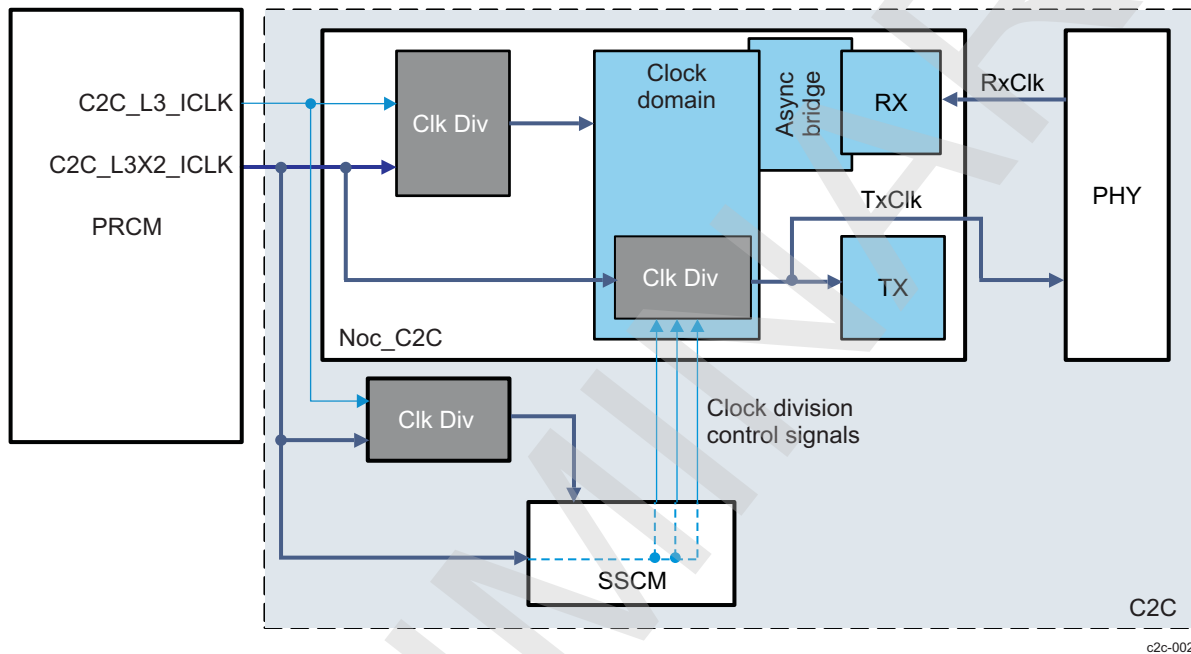 C2C_L3_ICLK
C2C_L3X2_ICLK
PRCM
Clk Div
Clock
domain
Async
bridge
RX
RxClk
PHY
TxClk
Clk Div
TX
Noc_C2C
Clk Div
Clock division
control signals
SSCM
C2C
c2c-002